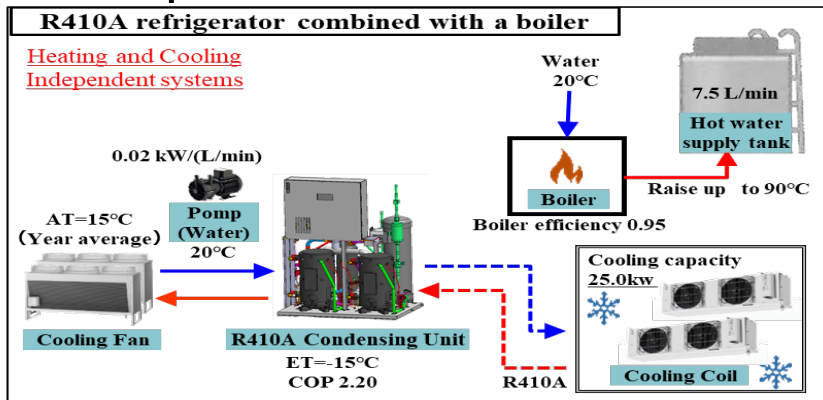 R410A refrigerator combined with a boiler
Heating and Cooling
Independent systems
Water
20℃
7.5 L/min
Hot water
supply tank
Boiler
Raise up to 90℃
Boiler efficiency 0.95
0.02 kW/(L/min)
Pomp
(Water)
20℃
AT=15℃
(Year average)
Cooling Fan
R410A Condensing Unit
ET=-15℃
COP 2.20
R410A
Cooling capacity
25.0kw
Cooling Coil